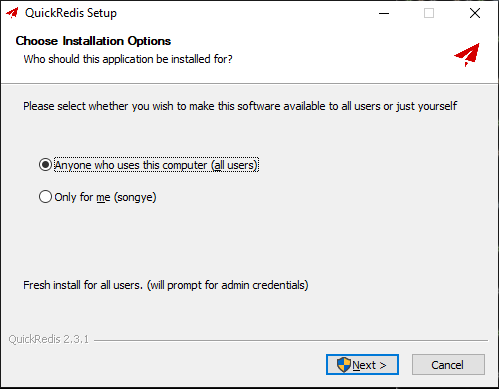 QuickRedis Setup
Choose Installation Options
Who should this application be installed for?
Please select whether you wish to make this software available to all users or just yourself
Anyone who uses this computer (all users)
Only for me (songye)
Fresh install for all users. (will prompt for admin credentials)
QuickRedis 2.3.1
Next >
Cancel